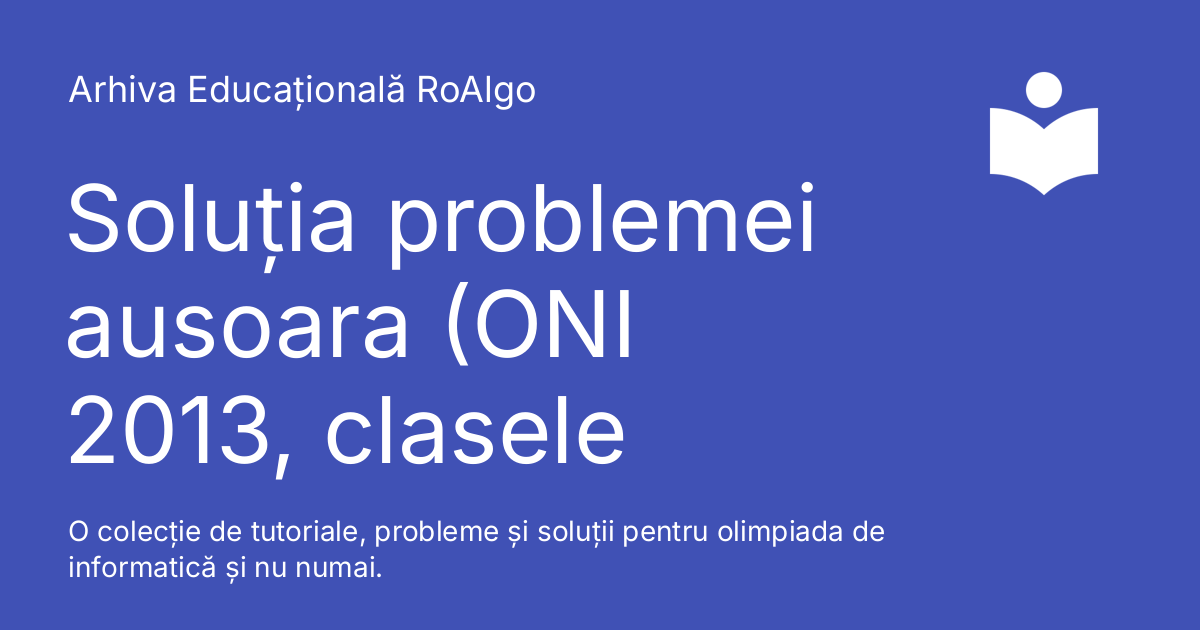 Arhiva Educațională RoAlgo
Soluția problemei
ausoara (ONI
2013, clasele
O colecție de tutoriale, probleme și soluții pentru olimpiada de
informatică și nu numai.